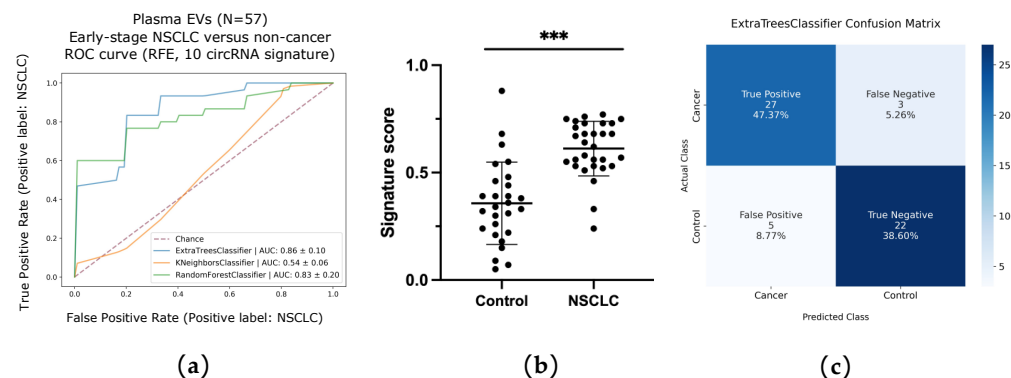 Plasma EVs (N=57)
Early-stage NSCLC versus non-cancer
ROC curve (RFE, 10 circRNA signature)
True Positive Rate (Positive label: NSCLC)
1.0
0.8
0.6
0.4
0.2
0.0
Chance
ExtraTreesClassifier | AUC: 0.86 ± 0.10
KNeighborsClassifier | AUC: 0.54 ± 0.06
RandomForestClassifier | AUC: 0.83 ± 0.20
0.0 0.2 0.4 0.6 0.8 1.0
False Positive Rate (Positive label: NSCLC)
(a)
***
Signature score
1.0
0.5
0.0
Control NSCLC
(b)
ExtraTreesClassifier Confusion Matrix
Actual Class
Cancer
Control
True Positive
27
47.37%
False Negative
3
5.26%
False Positive
5
8.77%
True Negative
22
38.60%
Cancer Control
Predicted Class
25
20
15
10
5
(c)